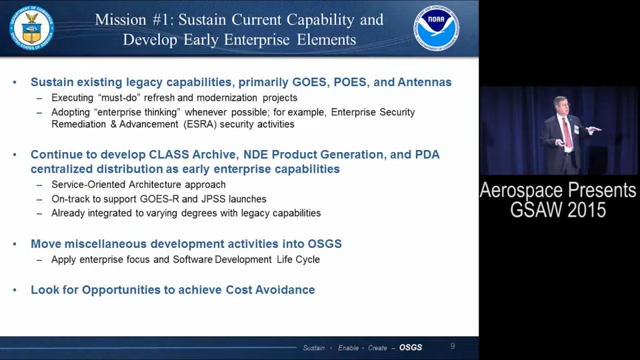 Mission #1: Sustain Current Capability and
Develop Early Enterprise Elements
NOAA
• Sustain existing legacy capabilities, primarily GOES, POES, and Antennas
– Executing “must-do” refresh and modernization projects
– Adopting “enterprise thinking” whenever possible; for example, Enterprise Security
Remediation & Advancement (ESRA) security activities
• Continue to develop CLASS Archive, NDE Product Generation, and PDA
centralized distribution as early enterprise capabilities
– Service-Oriented Architecture approach
– On-track to support GOES-R and JPSS launches
– Already integrated to varying degrees with legacy capabilities
• Move miscellaneous development activities into OSGS
– Apply enterprise focus and Software Development Life Cycle
• Look for Opportunities to achieve Cost Avoidance
Sustain · Enable · Create – OSGS 9
Aerospace Presents
GSAW 2015